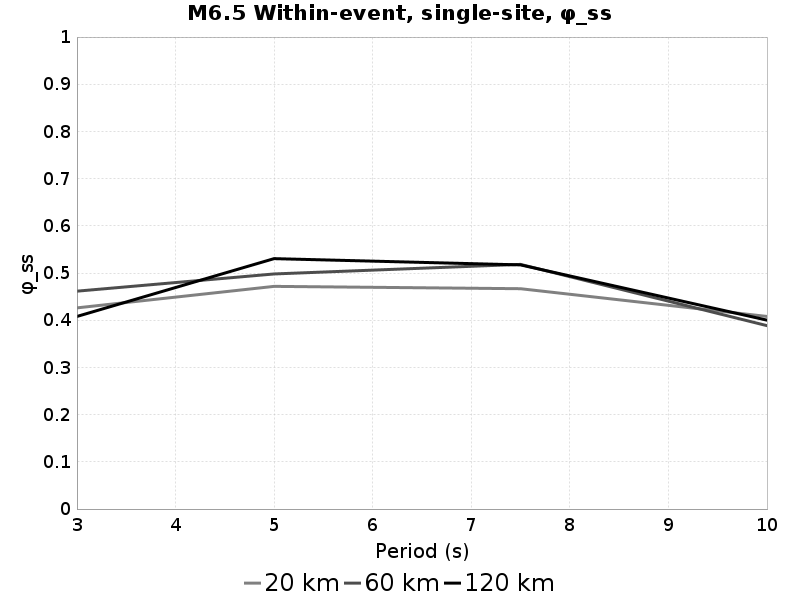 M6.5 Within-event, single-site, φ_ss
1
0.9
0.8
0.7
0.6
0.5
0.4
0.3
0.2
0.1
0
φ_ss
3 4 5 6 7 8 9 10
Period (s)
20 km 60 km 120 km